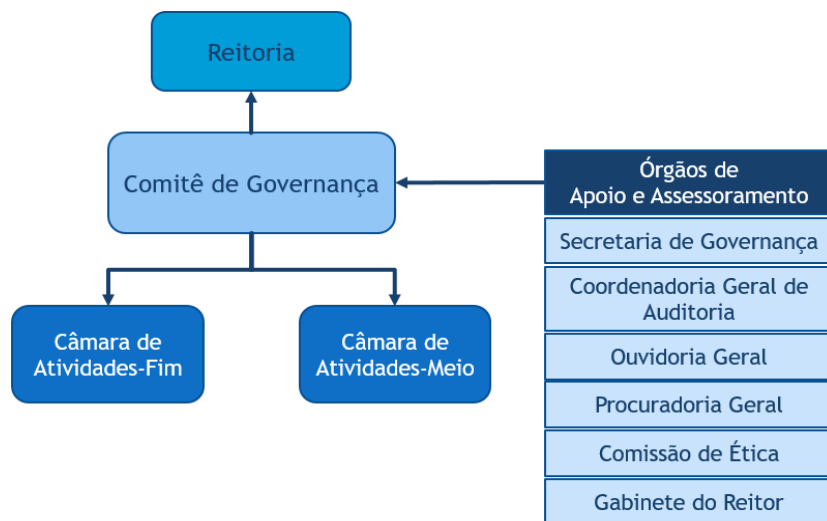 Reitoria
Comitê de Governança
Câmara de
Atividades-Fim
Câmara de
Atividades-Meio
Órgãos de
Apoio e Assessoramento
Secretaria de Governança
Coordenadoria Geral de
Auditoria
Ouvidoria Geral
Procuradoria Geral
Comissão de Ética
Gabinete do Reitor